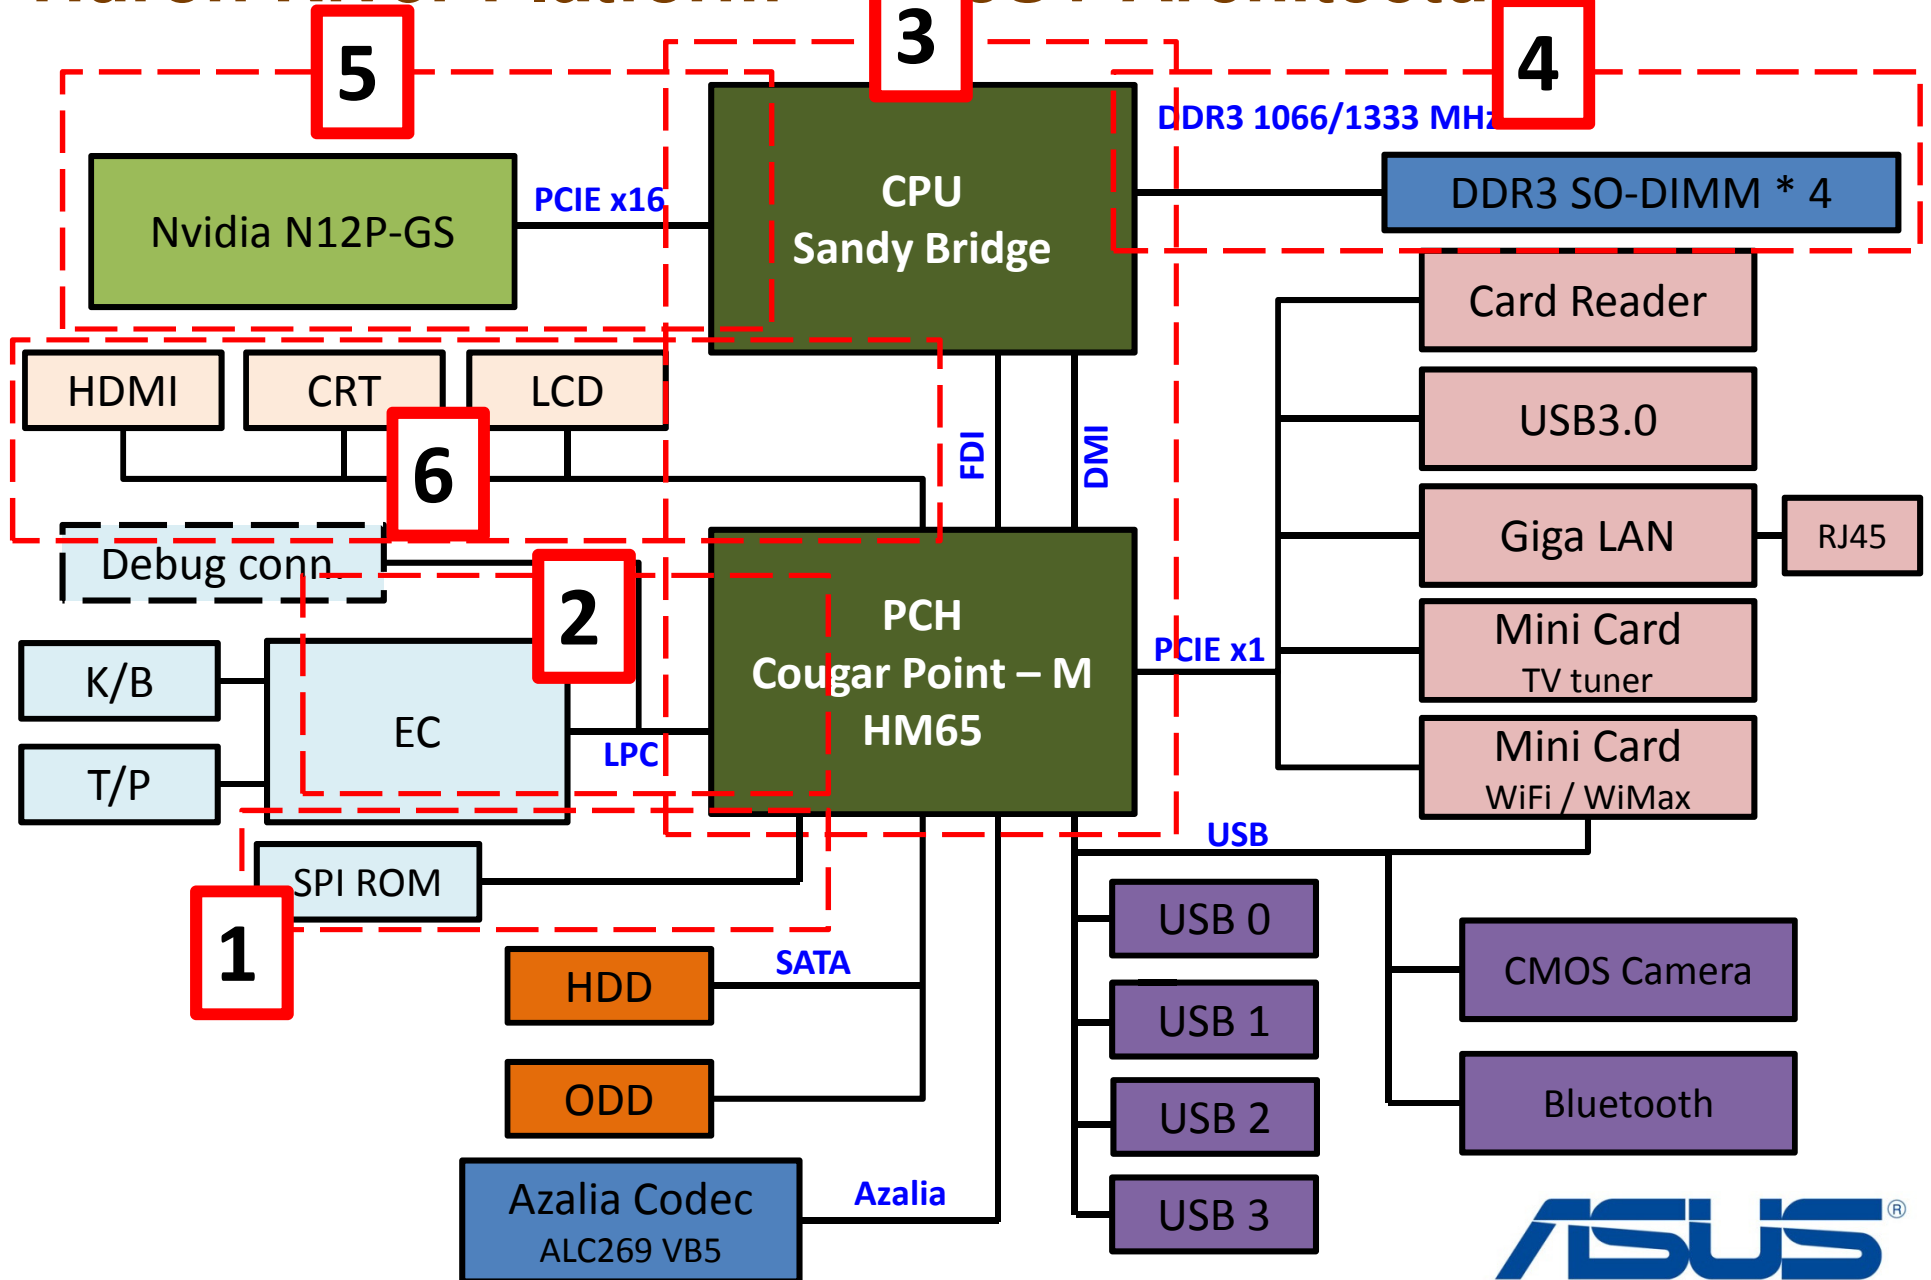 Platform
5
3
4
DDR3 1066/1333 MHz
Nvidia N12P-GS
PCIE x16
CPU
Sandy Bridge
DDR3 SO-DIMM * 4
Card Reader
HDMI
CRT
LCD
6
FDI
DMI
USB3.0
Debug conn.
Giga LAN
RJ45
2
PCH
Cougar Point – M
HM65
PCIE x1
Mini Card
TV tuner
K/B
EC
T/P
LPC
Mini Card
WiFi / WiMax
SPI ROM
USB
1
HDD
SATA
USB 0
CMOS Camera
USB 1
ODD
USB 2
Bluetooth
Azalia Codec
ALC269 VB5
Azalia
USB 3
ASUS®